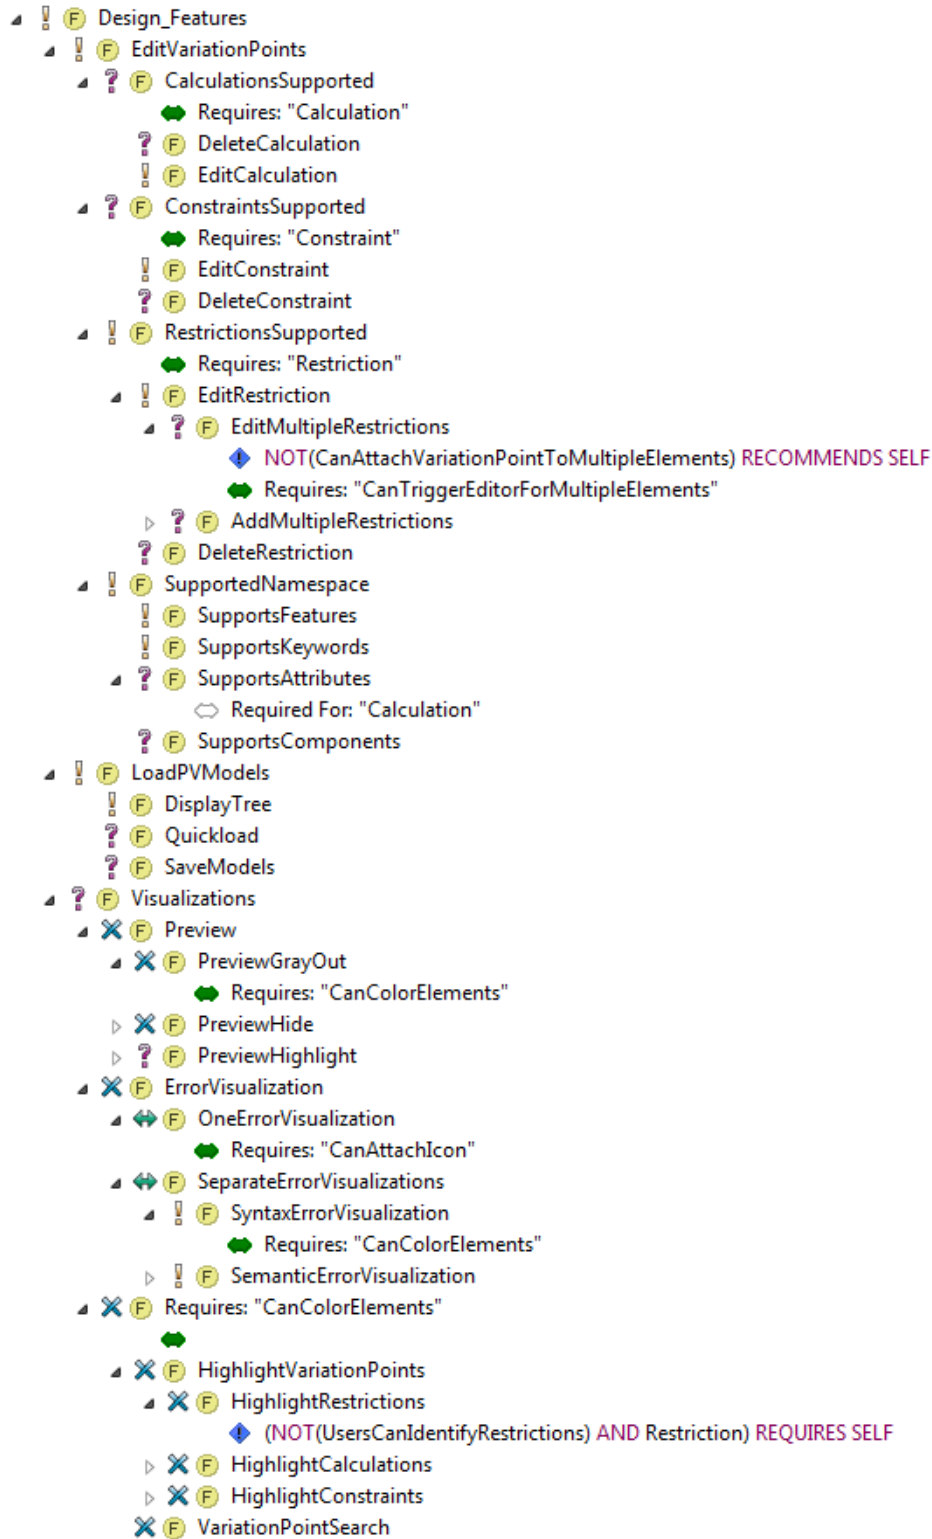 Design_Features
EditVariationPoints
CalculationsSupported
Requires: "Calculation"
DeleteCalculation
EditCalculation
ConstraintsSupported
Requires: "Constraint"
EditConstraint
DeleteConstraint
RestrictionsSupported
Requires: "Restriction"
EditRestriction
EditMultipleRestrictions
NOT(CanAttachVariationPointToMultipleElements) RECOMMENDS SELF
Requires: "CanTriggerEditorForMultipleElements"
AddMultipleRestrictions
DeleteRestriction
SupportedNamespace
SupportsFeatures
SupportsKeywords
SupportsAttributes
Required For: "Calculation"
SupportsComponents
LoadPVModels
DisplayTree
Quickload
SaveModels
Visualizations
Preview
PreviewGrayOut
Requires: "CanColorElements"
PreviewHide
PreviewHighlight
ErrorVisualization
OneErrorVisualization
Requires: "CanAttachIcon"
SeparateErrorVisualizations
SyntaxErrorVisualization
Requires: "CanColorElements"
SemanticErrorVisualization
Requires: "CanColorElements"
HighlightVariationPoints
HighlightRestrictions
(NOT(UsersCanIdentifyRestrictions) AND Restriction) REQUIRES SELF
HighlightCalculations
HighlightConstraints
VariationPointSearch